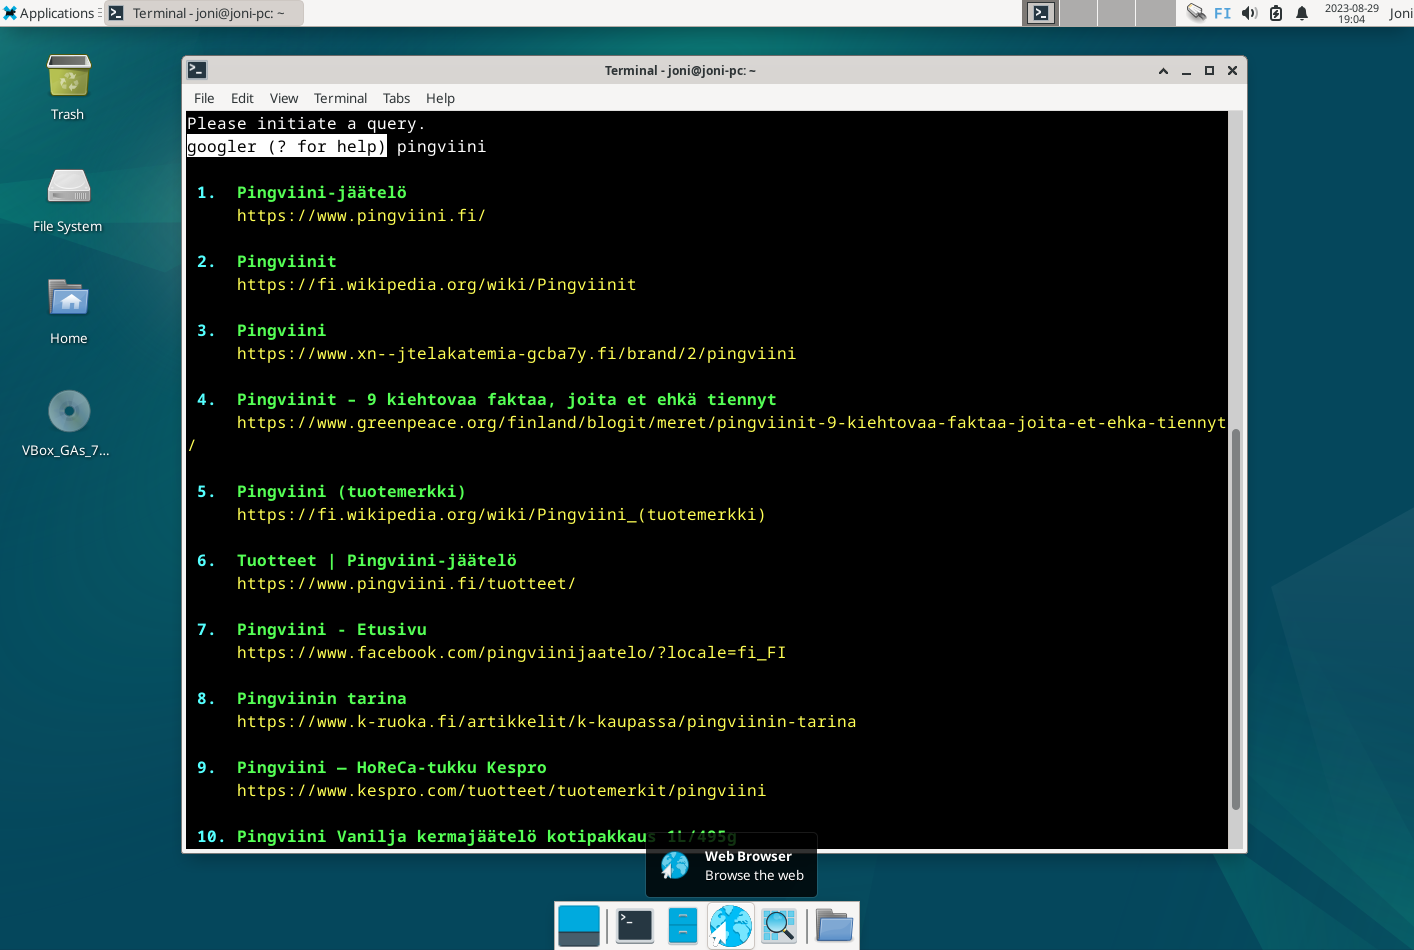 Applications
Terminal - joni@joni-pc: ~
FI
2023-08-29
19:04
Joni
Trash
File System
Home
VBox_GAs_7...
Terminal - joni@joni-pc: ~
File Edit View Terminal Tabs Help
Please initiate a query.
googler (? for help) pingviini
1. Pingviini-jäätelö
https://www.pingviini.fi/
2. Pingviinit
https://fi.wikipedia.org/wiki/Pingviinit
3. Pingviini
https://www.xn--jtelakatemia-gcba7y.fi/brand/2/pingviini
4. Pingviinit – 9 kiehtovaa faktaa, joita et ehkä tiennyt
https://www.greenpeace.org/finland/blogit/meret/pingviinit-9-kiehtovaa-faktaa-joita-et-ehka-tiennyt
/
5. Pingviini (tuotemerkki)
https://fi.wikipedia.org/wiki/Pingviini_(tuotemerkki)
6. Tuotteet | Pingviini-jäätelö
https://www.pingviini.fi/tuotteet/
7. Pingviini - Etusivu
https://www.facebook.com/pingviinijaatelo/?locale=fi_FI
8. Pingviinin tarina
https://www.k-ruoka.fi/artikkelit/k-kaupassa/pingviinin-tarina
9. Pingviini — HoReCa-tukku Kespro
https://www.kespro.com/tuotteet/tuotemerkit/pingviini
10. Pingviini Vanilja kermajäätelö kotipakkaus 1L/495g
Web Browser
Browse the web